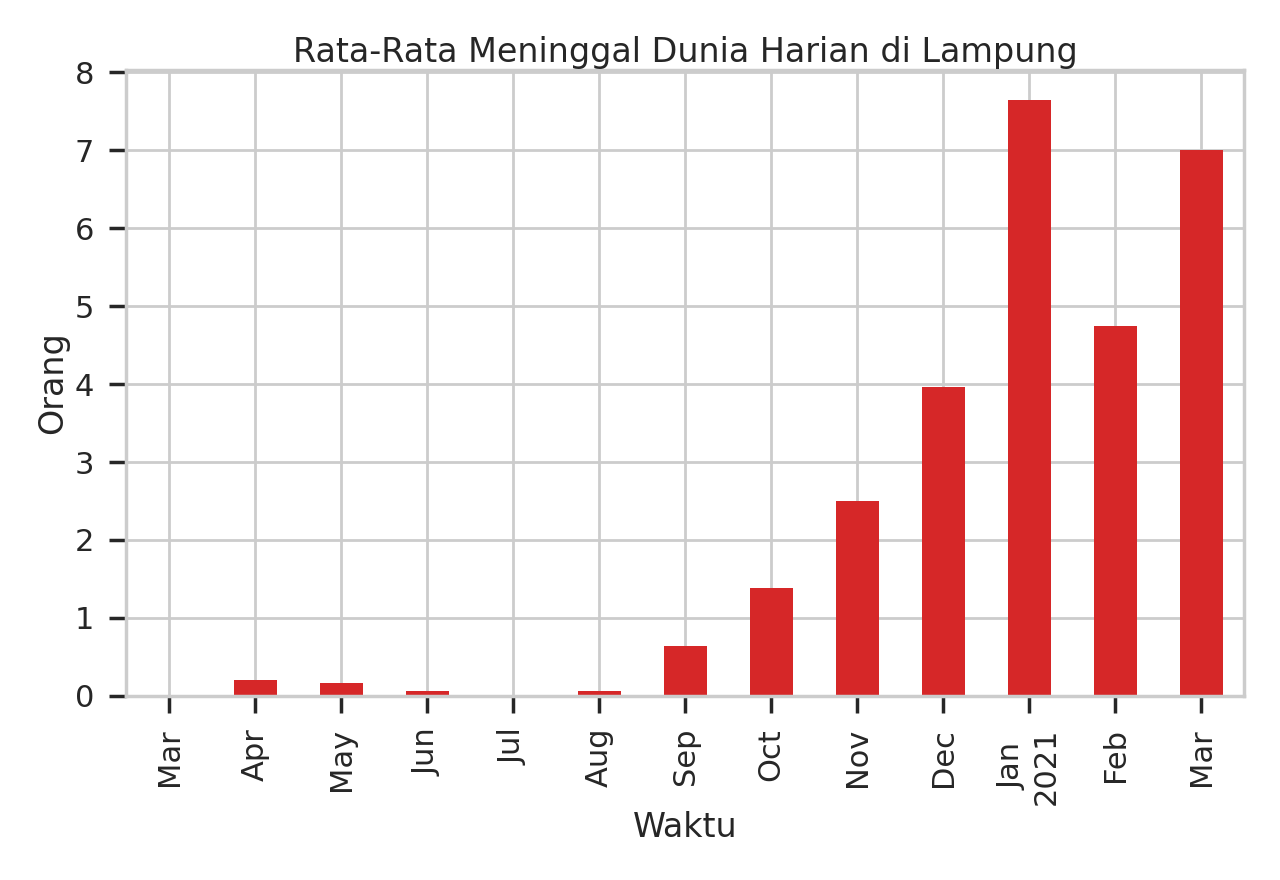 Rata-Rata Meninggal Dunia Harian di Lampung
8
7
6
5
4
3
2
1
0
Orang
Mar
Apr
May
Jun
Jul
Aug
Sep
Oct
Nov
Dec
Jan
2021
Feb
Mar
Waktu